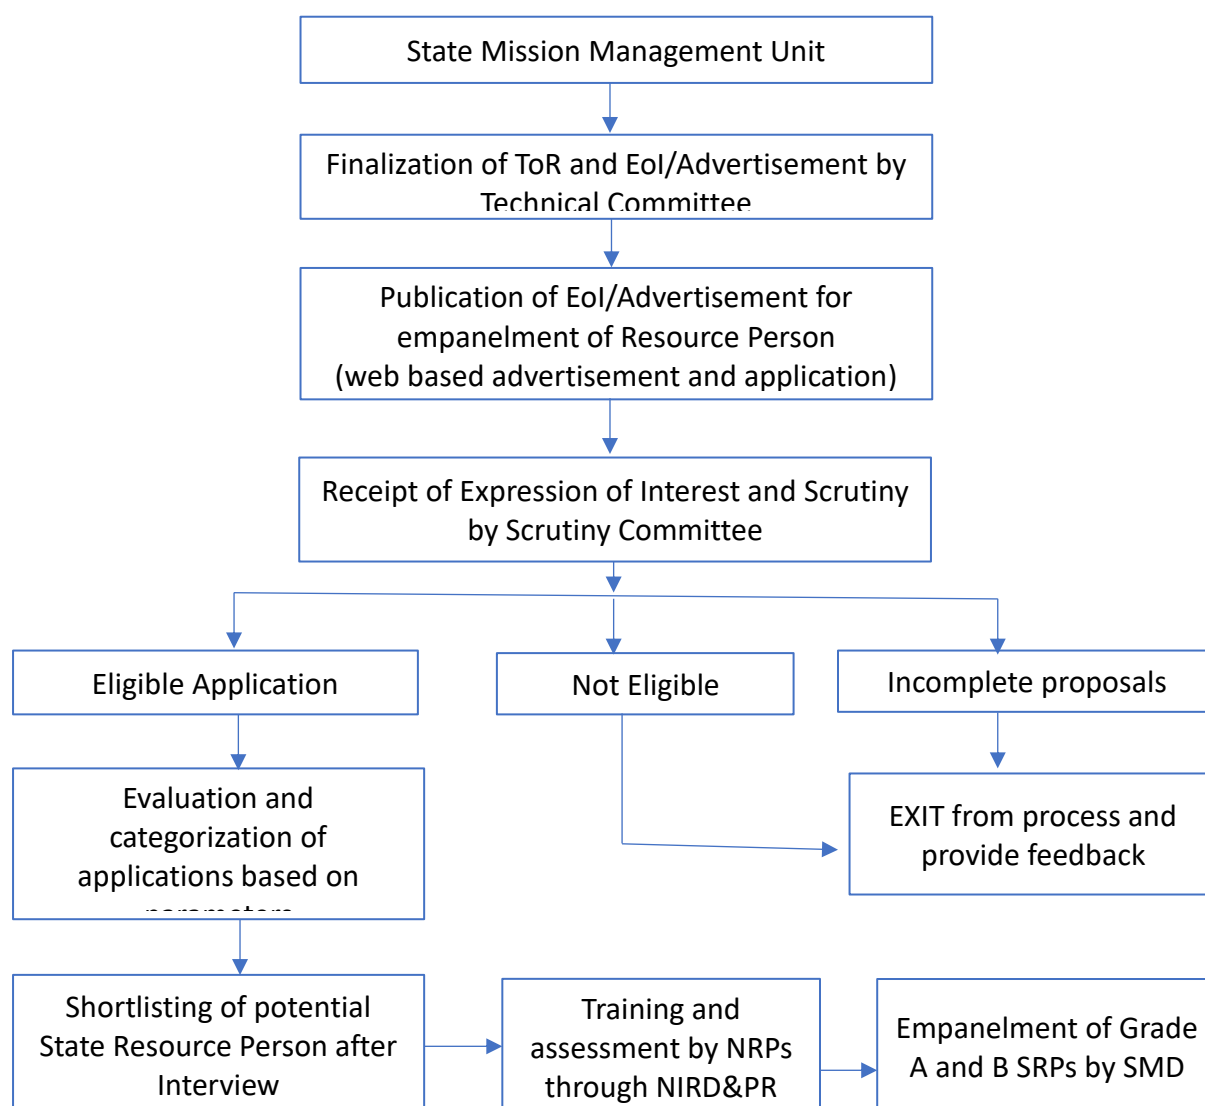 State Mission Management Unit
Finalization of ToR and EoI/Advertisement by
Technical Committee
Publication of EoI/Advertisement for
empanelment of Resource Person
(web based advertisement and application)
Receipt of Expression of Interest and Scrutiny
by Scrutiny Committee
Eligible Application
Not Eligible
Incomplete proposals
Evaluation and
categorization of
applications based on
parameters
EXIT from process and
provide feedback
Shortlisting of potential
State Resource Person after
Interview
Training and
assessment by NRPs
through NIRD&PR
Empanelment of Grade
A and B SRPs by SMD